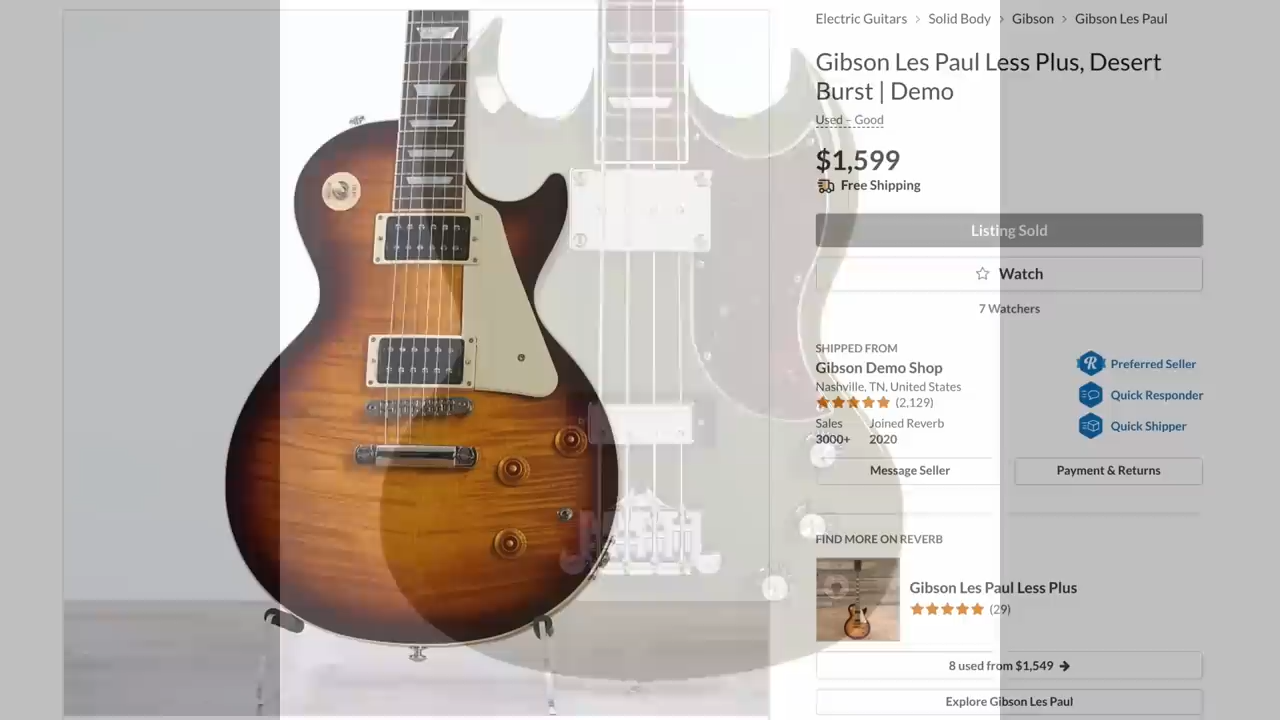 Electric Guitars > Solid Body > Gibson > Gibson Les Paul
Gibson Les Paul Less Plus, Desert
Burst | Demo
Used – Good
$1,599
Free Shipping
Listing Sold
Watch
7 Watchers
SHIPPED FROM
Gibson Demo Shop
Nashville, TN, United States
(2,129)
Sales
3000+
Joined Reverb
2020
Preferred Seller
Quick Responder
Quick Shipper
Message Seller
Payment & Returns
FIND MORE ON REVERB
Gibson Les Paul Less Plus
(29)
8 used from $1,549 →
Explore Gibson Les Paul